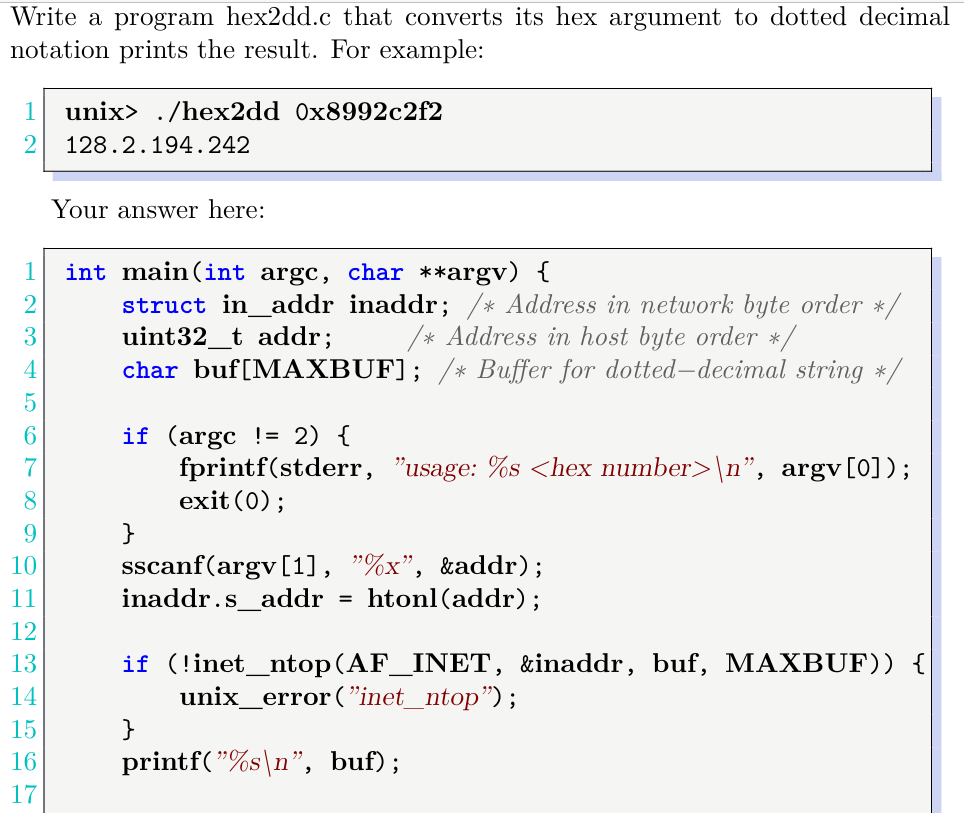 Write a program hex2dd.c that converts its hex argument to dotted decimal
notation prints the result. For example:
1 unix> ./hex2dd 0x8992c2f2
2 128.2.194.242
Your answer here:
1 int main(int argc, char **argv) {
2     struct in_addr inaddr; /* Address in network byte order */
3     uint32_t addr;     /* Address in host byte order */
4     char buf[MAXBUF]; /* Buffer for dotted−decimal string */
5
6     if (argc != 2) {
7         fprintf(stderr, ”usage: %s <hex number>\n”, argv[0]);
8         exit(0);
9     }
10     sscanf(argv[1], ”%x”, &addr);
11     inaddr.s_addr = htonl(addr);
12
13     if (!inet_ntop(AF_INET, &inaddr, buf, MAXBUF)) {
14         unix_error(”inet_ntop”);
15     }
16     printf(”%s\n”, buf);
17